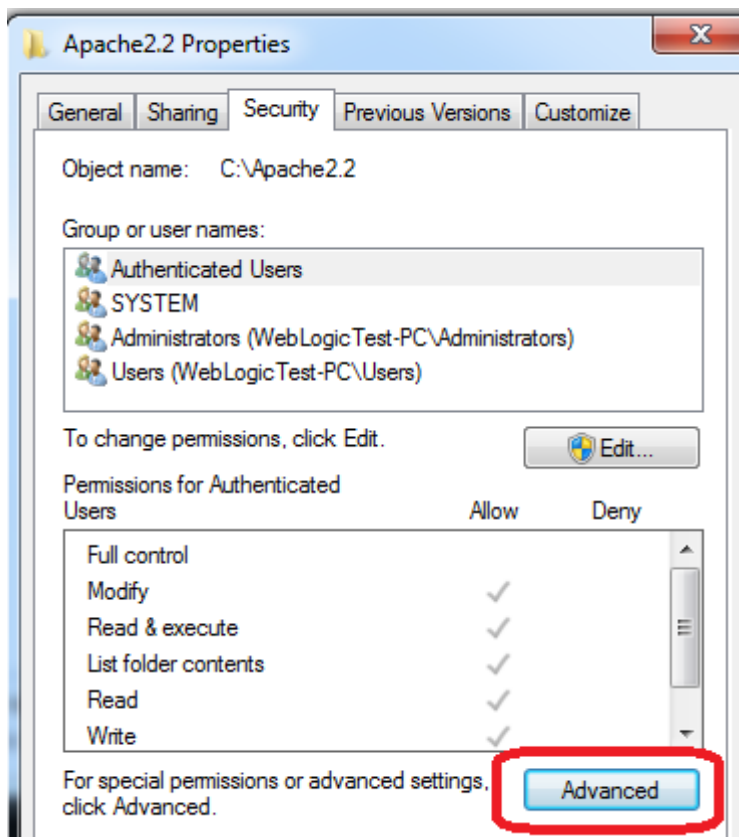 Apache2.2 Properties
General Sharing Security Previous Versions Customize
Object name: C:\Apache2.2
Group or user names:
Authenticated Users
SYSTEM
Administrators (WebLogicTest-PC\Administrators)
Users (WebLogicTest-PC\Users)
To change permissions, click Edit.
Edit...
Permissions for Authenticated
Users Allow Deny
Full control
Modify
Read & execute
List folder contents
Read
Write
For special permissions or advanced settings,
click Advanced.
Advanced